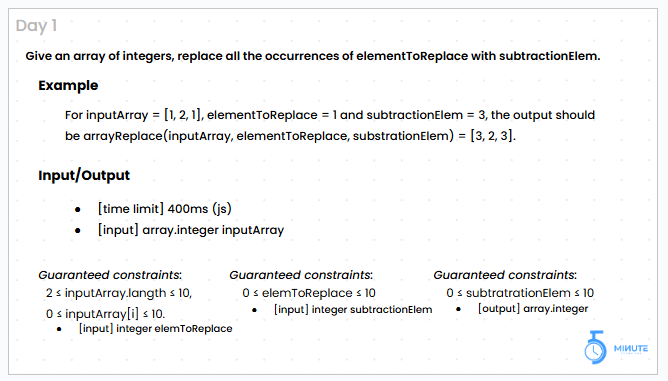 Day 1
Give an array of integers, replace all the occurrences of elementToReplace with subtractionElem.
Example
For inputArray = [1, 2, 1], elementToReplace = 1 and subtractionElem = 3, the output should
be arrayReplace(inputArray, elementToReplace, substrationElem) = [3, 2, 3].
Input/Output
• [time limit] 400ms (js)
• [input] array.integer inputArray
Guaranteed constraints:
2 ≤ inputArray.langth ≤ 10,
0 ≤ inputArray[i] ≤ 10.
• [input] integer elemToReplace
Guaranteed constraints:
0 ≤ elemToReplace ≤ 10
• [input] integer subtractionElem
Guaranteed constraints:
0 ≤ subtratrationElem ≤ 10
• [output] array.integer
5 MINUTE